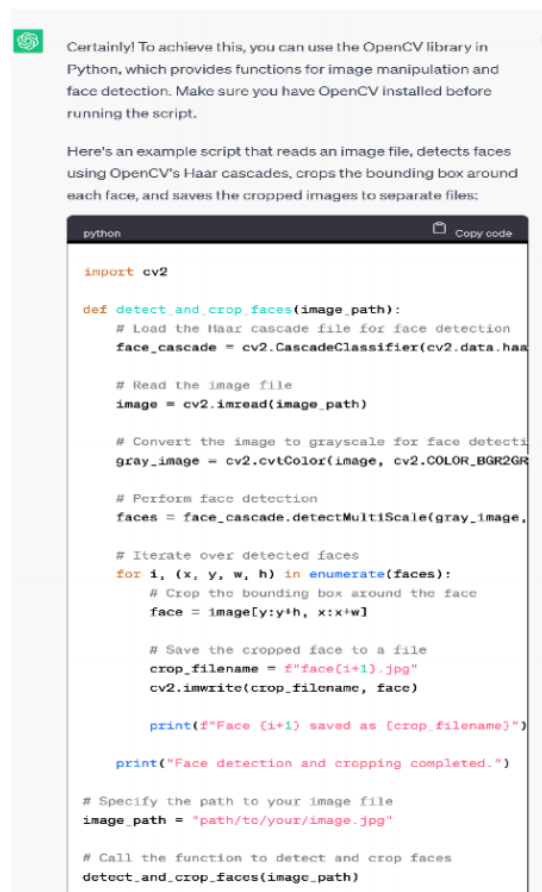 Certainly! To achieve this, you can use the OpenCV library in
Python, which provides functions for image manipulation and
face detection. Make sure you have OpenCV installed before
running the script.
Here's an example script that reads an image file, detects faces
using OpenCV's Haar cascades, crops the bounding box around
each face, and saves the cropped images to separate files:
python Copy code
import cv2
def detect_and_crop_faces(image_path):
# Load the Haar cascade file for face detection
face_cascade = cv2.CascadeClassifier(cv2.data.haa
# Read the image file
image = cv2.imread(image_path)
# Convert the image to grayscale for face detecti
gray_image = cv2.cvtColor(image, cv2.COLOR_BGR2GR
# Perform face detection
faces = face_cascade.detectMultiScale(gray_image,
# Iterate over detected faces
for i, (x, y, w, h) in enumerate(faces):
# Crop the bounding box around the face
face = image[y:y+h, x:x+w]
# Save the cropped face to a file
crop_filename = f"face{i+1}.jpg"
cv2.imwrite(crop_filename, face)
print(f"Face {i+1} saved as {crop_filename}")
print("Face detection and cropping completed.")
# Specify the path to your image file
image_path = "path/to/your/image.jpg"
# Call the function to detect and crop faces
detect_and_crop_faces(image_path)